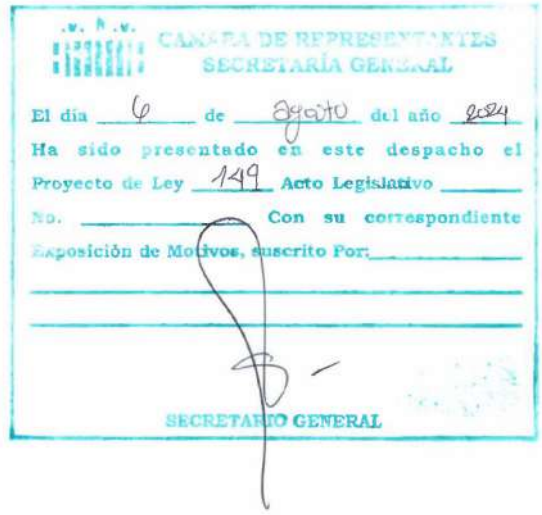 CAMARA DE REPRESENTANTES
SECRETARÍA GENERAL
El día 6 de agosto del año 2024
Ha sido presentado en este despacho el
Proyecto de Ley 149 Acto Legislativo
No. Con su correspondiente
Exposición de Motivos, suscrito Por:
SECRETARIO GENERAL